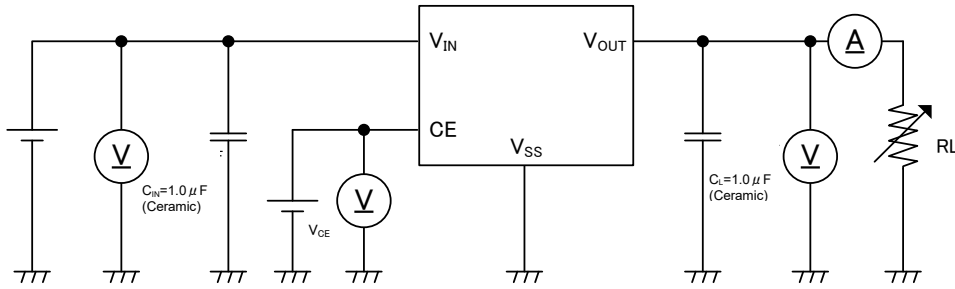 VIN
VOUT
A
CE
VSS
RL
V
CIN=1.0μF
(Ceramic)
V
VCE
CL=1.0μF
(Ceramic)
V